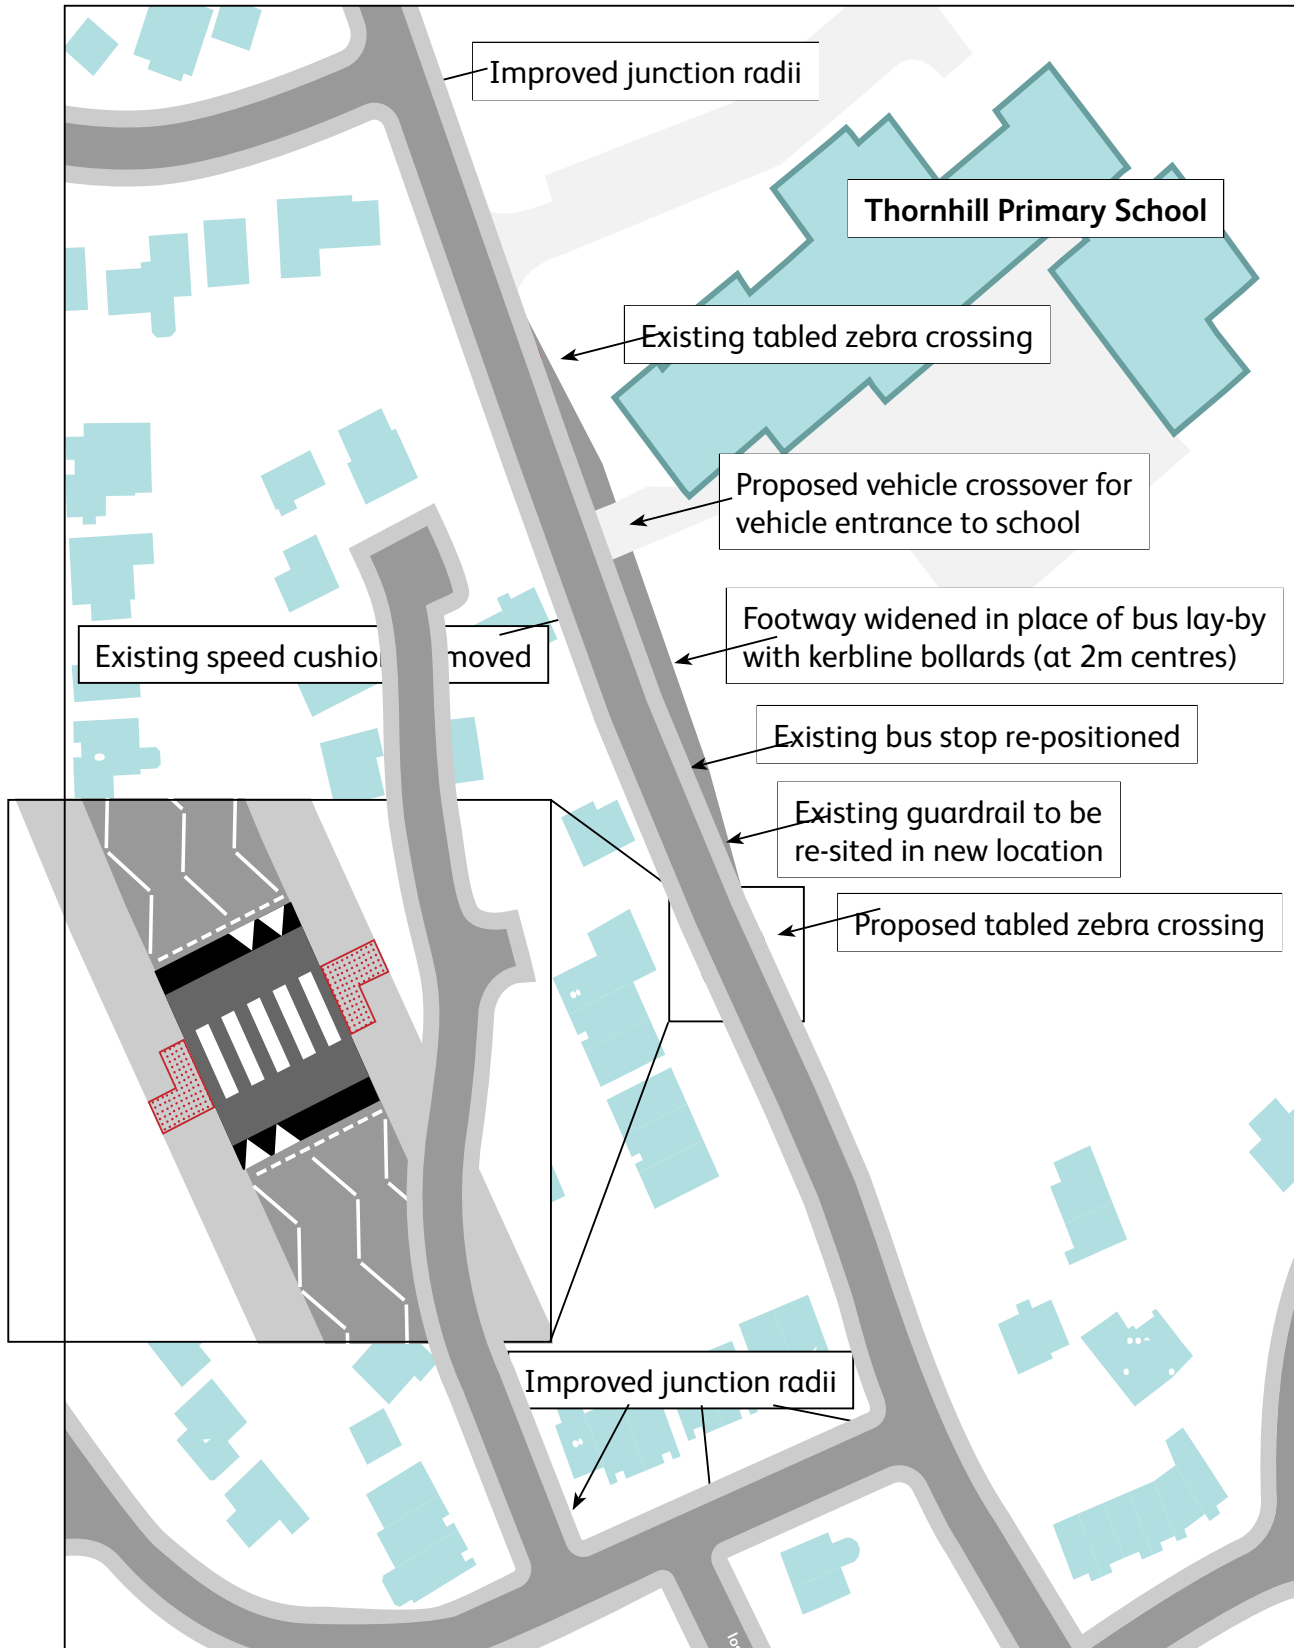 Improved junction radii
Thornhill Primary School
Existing tabled zebra crossing
Proposed vehicle crossover for
vehicle entrance to school
Footway widened in place of bus lay-by
with kerbline bollards (at 2m centres)
Existing speed moved
Existing bus stop re-positioned
Existing guardrail to be
re-sited in new location
Proposed tabled zebra crossing
Improved junction radii